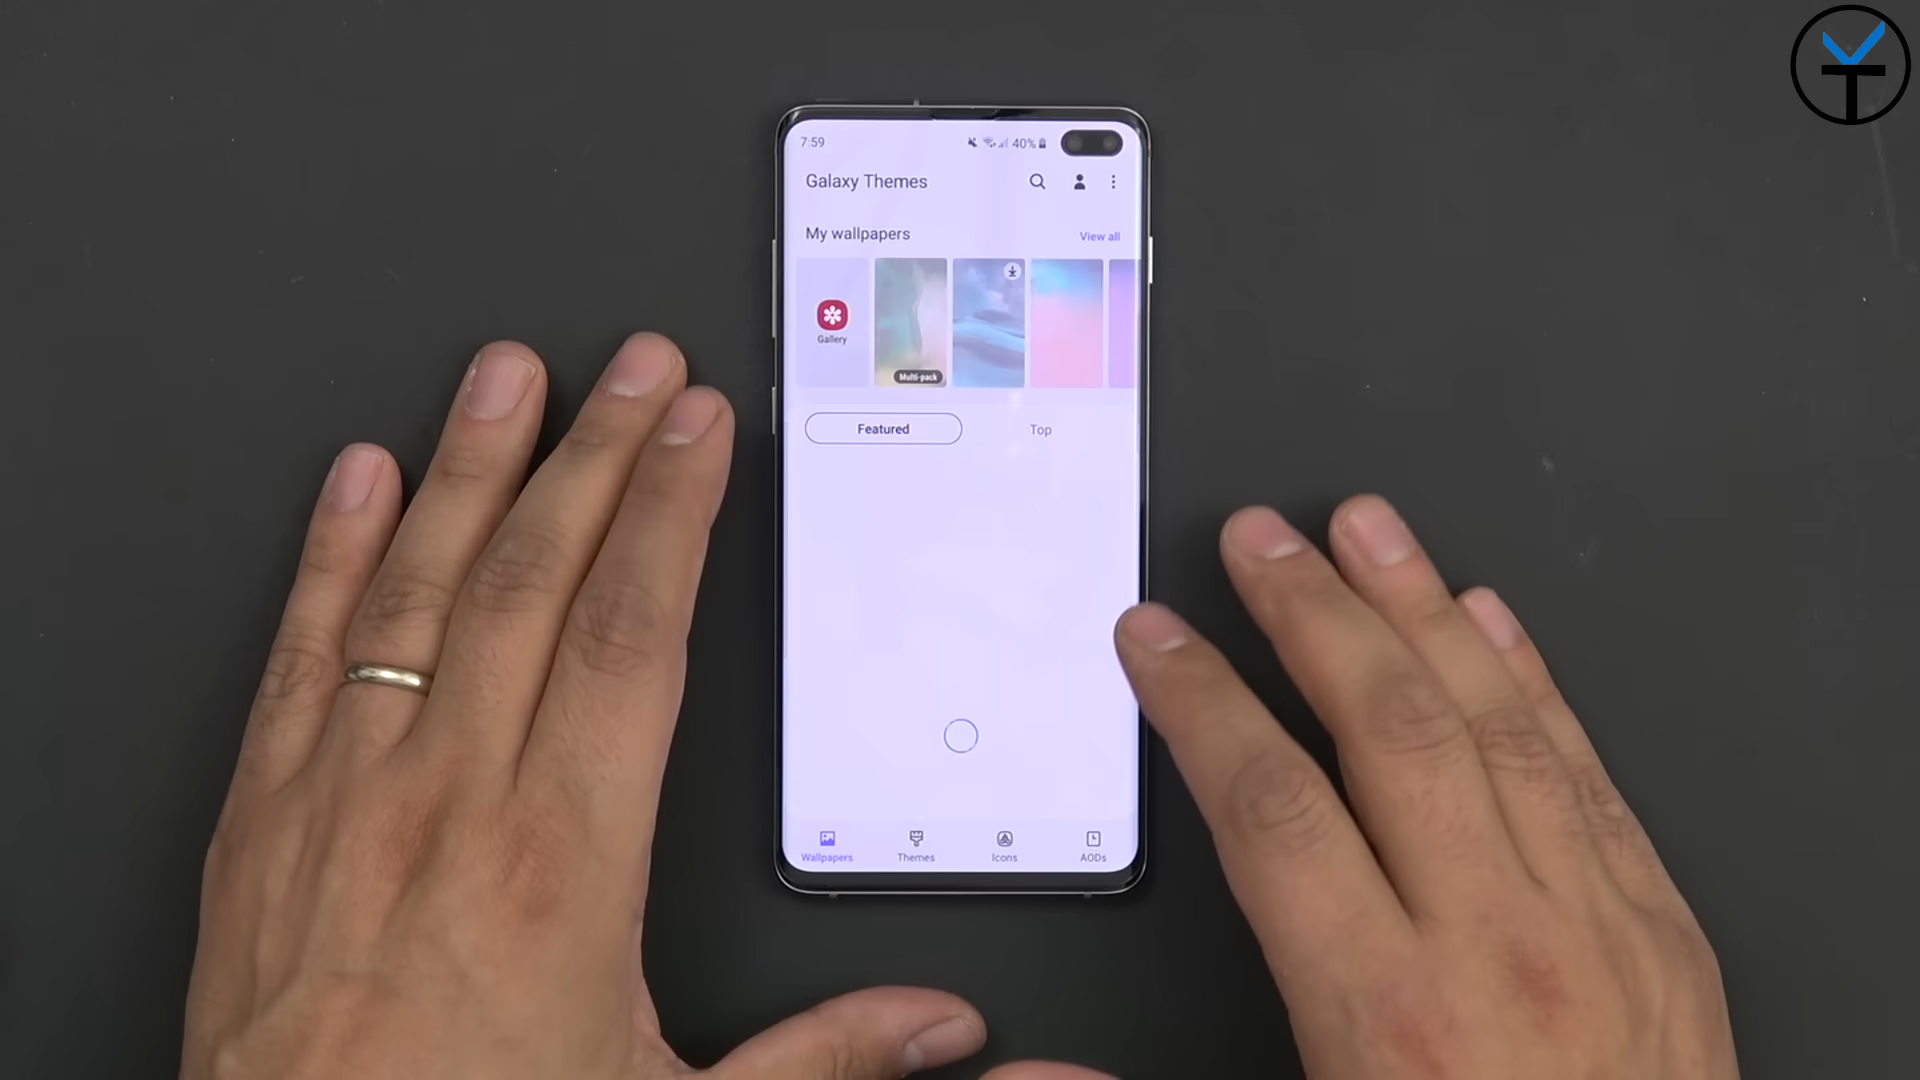 7:59 40%
Galaxy Themes
My wallpapers View all
Gallery
Multi-pack
Featured Top
Wallpapers Themes Icons AODs